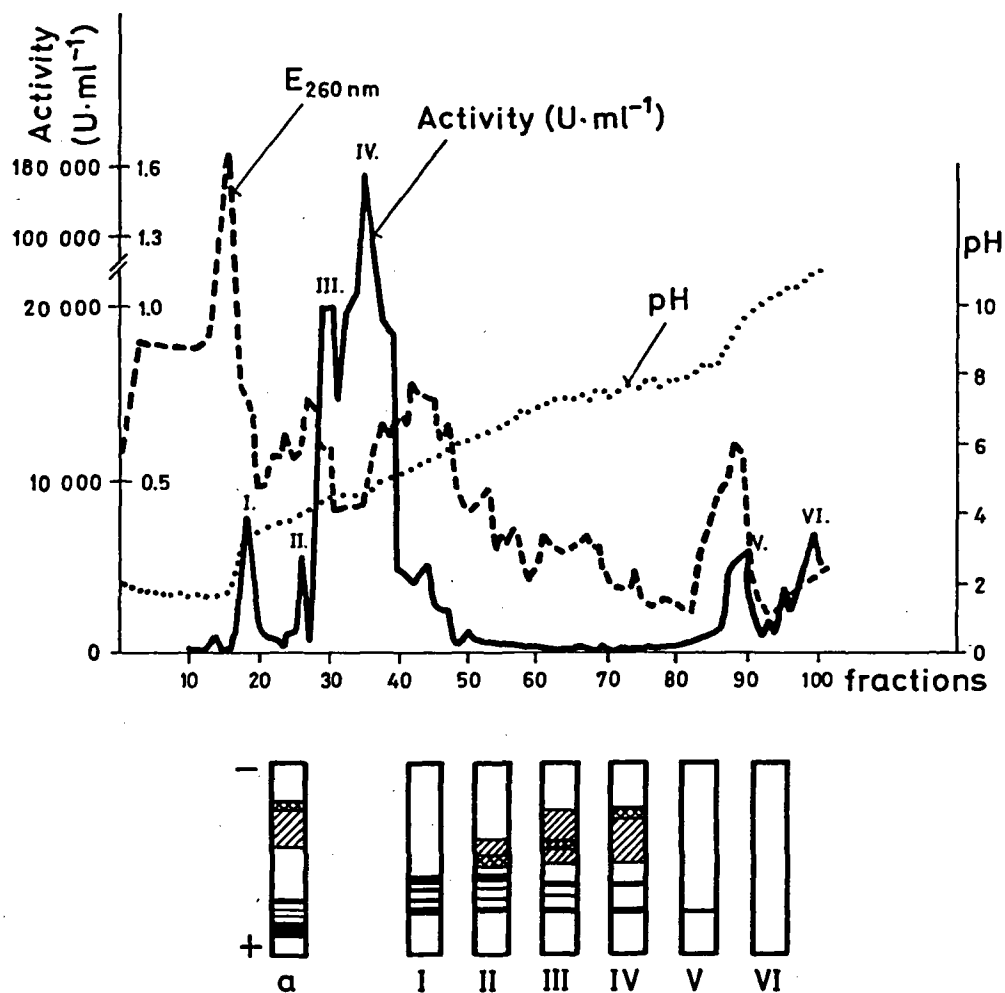 Activity
(U·ml⁻¹)
E260 nm
Activity (U·ml⁻¹)
IV.
180 000 1.6
100 000 1.3
pH
III.
pH
20 000 1.0 10
8
6
10 000 0.5
I.
4
II.
VI.
V.
2
0 0
10 20 30 40 50 60 70 80 90 100 fractions
−
+
a I II III IV V VI